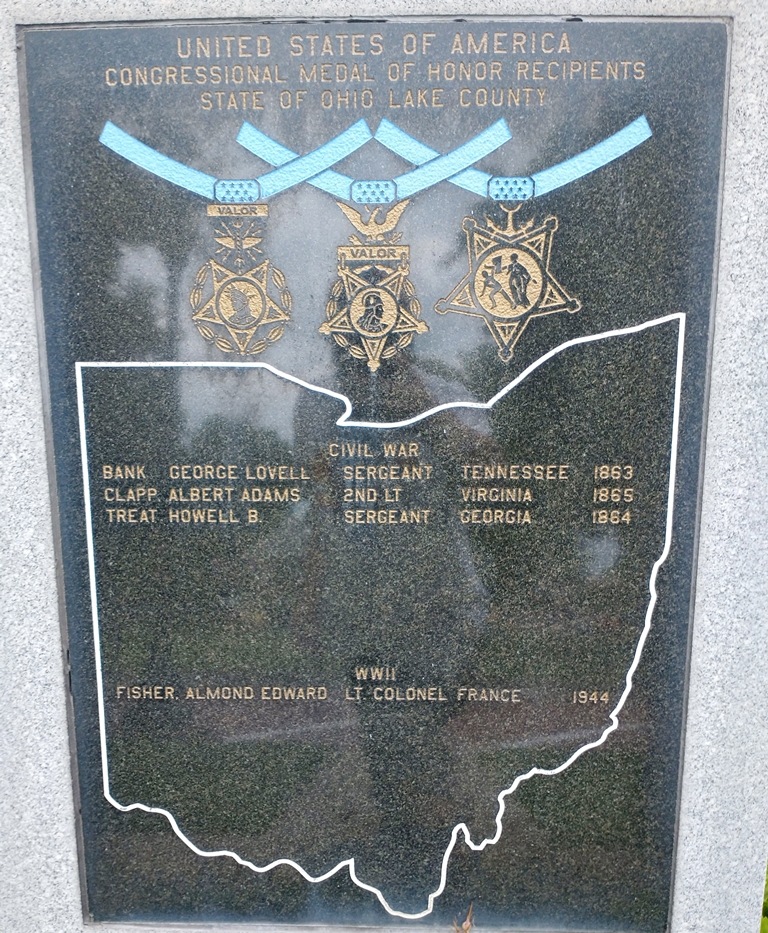 UNITED STATES OF AMERICA
CONGRESSIONAL MEDAL OF HONOR RECIPIENTS
STATE OF OHIO LAKE COUNTY
VALOR
VALOR
CIVIL WAR
BANK GEORGE LOVELL SERGEANT TENNESSEE 1863
CLAPP ALBERT ADAMS 2ND LT VIRGINIA 1865
TREAT HOWELL B. SERGEANT GEORGIA 1864
WWII
FISHER ALMOND EDWARD LT. COLONEL FRANCE 1944